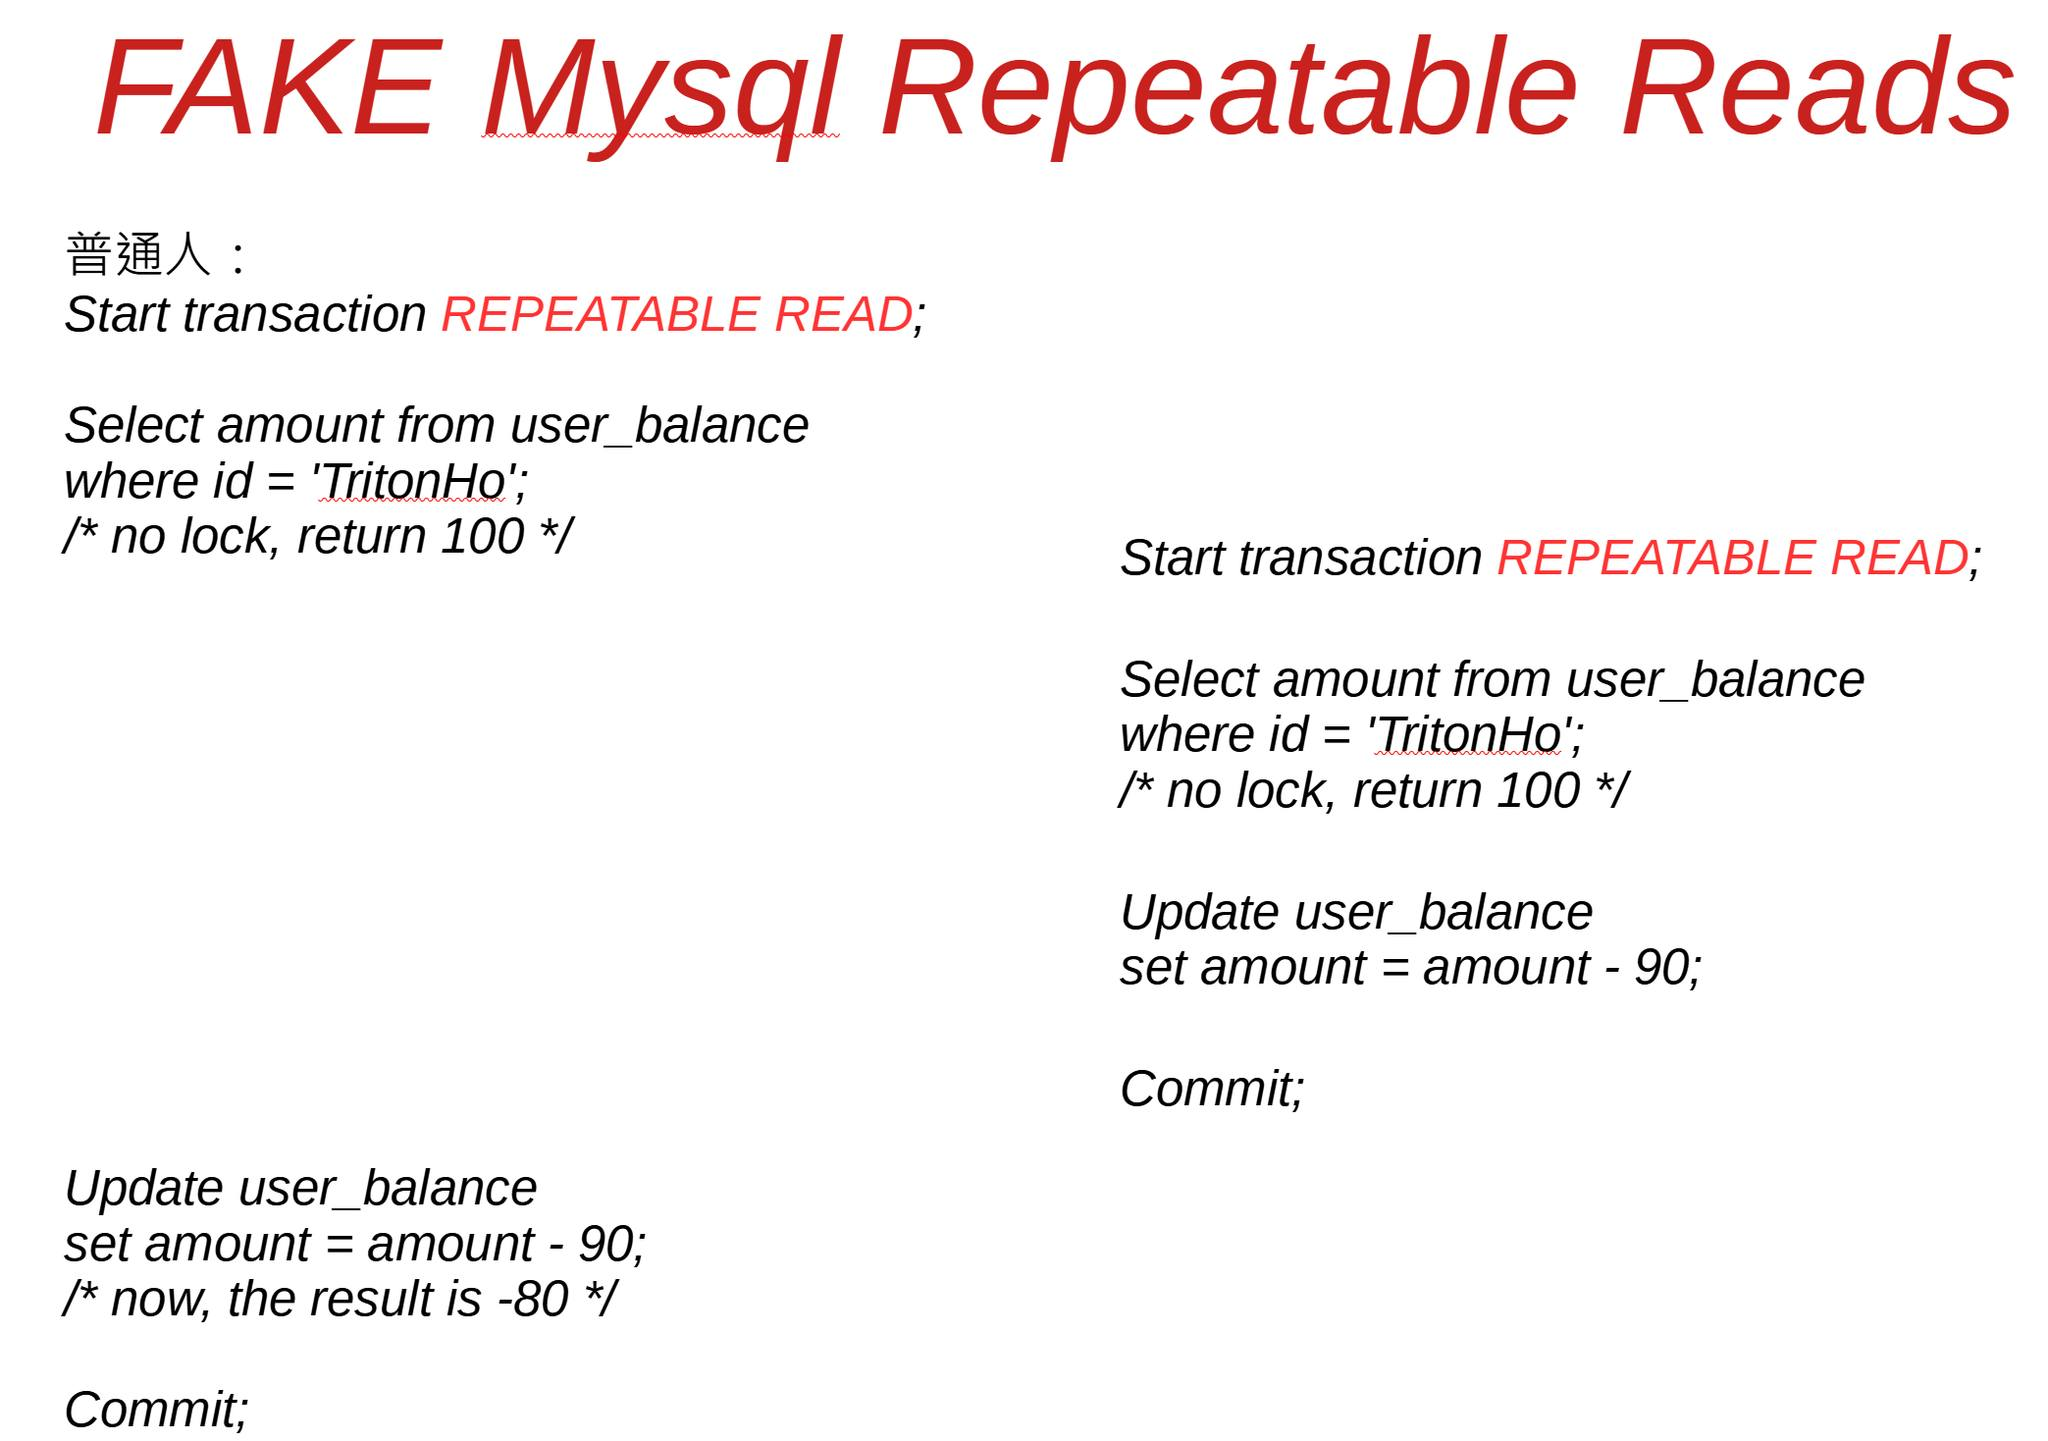 FAKE Mysql Repeatable Reads
普通人：
Start transaction REPEATABLE READ;
Select amount from user_balance
where id = 'TritonHo';
/* no lock, return 100 */
Start transaction REPEATABLE READ;
Select amount from user_balance
where id = 'TritonHo';
/* no lock, return 100 */
Update user_balance
set amount = amount - 90;
Commit;
Update user_balance
set amount = amount - 90;
/* now, the result is -80 */
Commit;